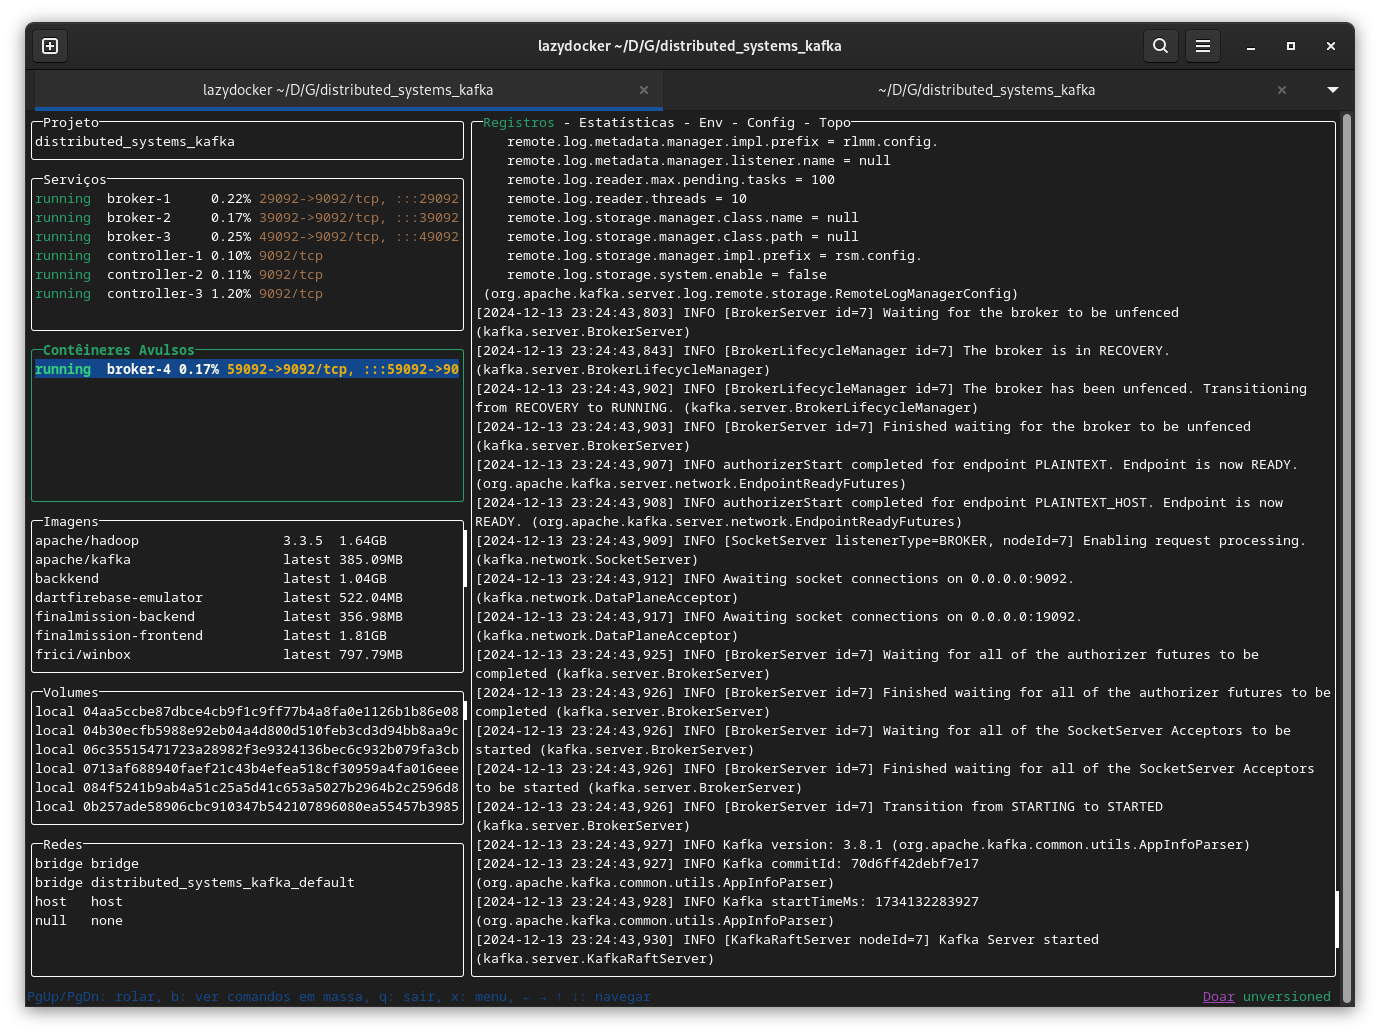 lazydocker ~/D/G/distributed_systems_kafka
lazydocker ~/D/G/distributed_systems_kafka
~/D/G/distributed_systems_kafka
Projeto
distributed_systems_kafka
Serviços
running broker-1 0.22% 29092->9092/tcp, :::29092
running broker-2 0.17% 39092->9092/tcp, :::39092
running broker-3 0.25% 49092->9092/tcp, :::49092
running controller-1 0.10% 9092/tcp
running controller-2 0.11% 9092/tcp
running controller-3 1.20% 9092/tcp
Contêineres Avulsos
running broker-4 0.17% 59092->9092/tcp, :::59092->90
Imagens
apache/hadoop 3.3.5 1.64GB
apache/kafka latest 385.09MB
backkend latest 1.04GB
dartfirebase-emulator latest 522.04MB
finalmission-backend latest 356.98MB
finalmission-frontend latest 1.81GB
frici/winbox latest 797.79MB
Volumes
local 04aa5ccbe87dbce4cb9f1c9ff77b4a8fa0e1126b1b86e08
local 04b30ecfb5988e92eb04a4d800d510feb3cd3d94bb8aa9c
local 06c35515471723a28982f3e9324136bec6c932b079fa3cb
local 0713af688940faef21c43b4efea518cf30959a4fa016eee
local 084f5241b9ab4a51c25a5d41c653a5027b2964b2c2596d8
local 0b257ade58906cbc910347b542107896080ea55457b3985
Redes
bridge bridge
bridge distributed_systems_kafka_default
host host
null none
Registros - Estatísticas - Env - Config - Topo
remote.log.metadata.manager.impl.prefix = rlmm.config.
remote.log.metadata.manager.listener.name = null
remote.log.reader.max.pending.tasks = 100
remote.log.reader.threads = 10
remote.log.storage.manager.class.name = null
remote.log.storage.manager.class.path = null
remote.log.storage.manager.impl.prefix = rsm.config.
remote.log.storage.system.enable = false
(org.apache.kafka.server.log.remote.storage.RemoteLogManagerConfig)
[2024-12-13 23:24:43,803] INFO [BrokerServer id=7] Waiting for the broker to be unfenced
(kafka.server.BrokerServer)
[2024-12-13 23:24:43,843] INFO [BrokerLifecycleManager id=7] The broker is in RECOVERY.
(kafka.server.BrokerLifecycleManager)
[2024-12-13 23:24:43,902] INFO [BrokerLifecycleManager id=7] The broker has been unfenced. Transitioning
from RECOVERY to RUNNING. (kafka.server.BrokerLifecycleManager)
[2024-12-13 23:24:43,903] INFO [BrokerServer id=7] Finished waiting for the broker to be unfenced
(kafka.server.BrokerServer)
[2024-12-13 23:24:43,907] INFO authorizerStart completed for endpoint PLAINTEXT. Endpoint is now READY.
(org.apache.kafka.server.network.EndpointReadyFutures)
[2024-12-13 23:24:43,908] INFO authorizerStart completed for endpoint PLAINTEXT_HOST. Endpoint is now
READY. (org.apache.kafka.server.network.EndpointReadyFutures)
[2024-12-13 23:24:43,909] INFO [SocketServer listenerType=BROKER, nodeId=7] Enabling request processing.
(kafka.network.SocketServer)
[2024-12-13 23:24:43,912] INFO Awaiting socket connections on 0.0.0.0:9092.
(kafka.network.DataPlaneAcceptor)
[2024-12-13 23:24:43,917] INFO Awaiting socket connections on 0.0.0.0:19092.
(kafka.network.DataPlaneAcceptor)
[2024-12-13 23:24:43,925] INFO [BrokerServer id=7] Waiting for all of the authorizer futures to be
completed (kafka.server.BrokerServer)
[2024-12-13 23:24:43,926] INFO [BrokerServer id=7] Finished waiting for all of the authorizer futures to be
completed (kafka.server.BrokerServer)
[2024-12-13 23:24:43,926] INFO [BrokerServer id=7] Waiting for all of the SocketServer Acceptors to be
started (kafka.server.BrokerServer)
[2024-12-13 23:24:43,926] INFO [BrokerServer id=7] Finished waiting for all of the SocketServer Acceptors
to be started (kafka.server.BrokerServer)
[2024-12-13 23:24:43,926] INFO [BrokerServer id=7] Transition from STARTING to STARTED
(kafka.server.BrokerServer)
[2024-12-13 23:24:43,927] INFO Kafka version: 3.8.1 (org.apache.kafka.common.utils.AppInfoParser)
[2024-12-13 23:24:43,927] INFO Kafka commitId: 70d6ff42debf7e17
(org.apache.kafka.common.utils.AppInfoParser)
[2024-12-13 23:24:43,928] INFO Kafka startTimeMs: 1734132283927
(org.apache.kafka.common.utils.AppInfoParser)
[2024-12-13 23:24:43,930] INFO [KafkaRaftServer nodeId=7] Kafka Server started
(kafka.server.KafkaRaftServer)
PgUp/PgDn: rolar, b: ver comandos em massa, q: sair, x: menu, ← → ↑ ↓: navegar
Doar unversioned